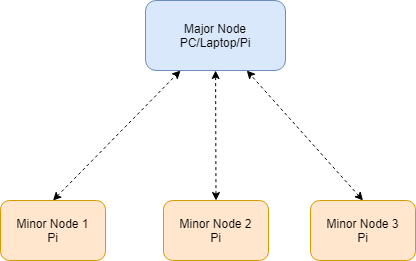 Major Node
PC/Laptop/Pi
Minor Node 1
Pi
Minor Node 2
Pi
Minor Node 3
Pi